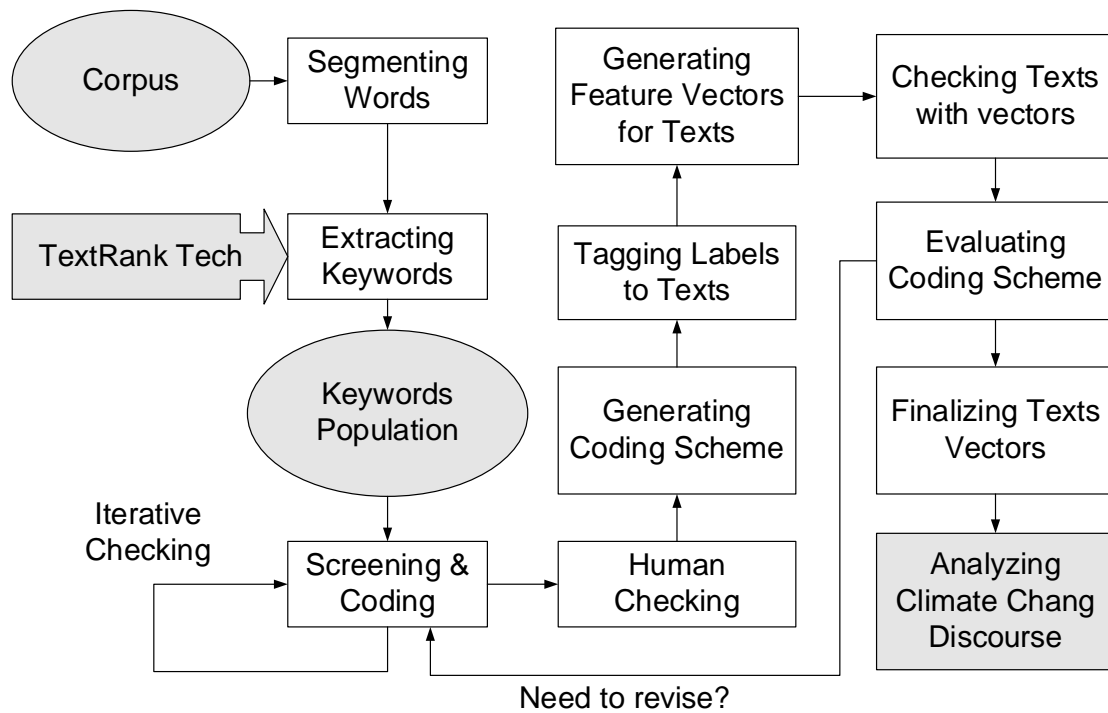 Corpus
Segmenting
Words
TextRank Tech
Extracting
Keywords
Keywords
Population
Iterative
Checking
Screening &
Coding
Human
Checking
Generating
Coding Scheme
Tagging Labels
to Texts
Generating
Feature Vectors
for Texts
Checking Texts
with vectors
Evaluating
Coding Scheme
Need to revise?
Finalizing Texts
Vectors
Analyzing
Climate Chang
Discourse